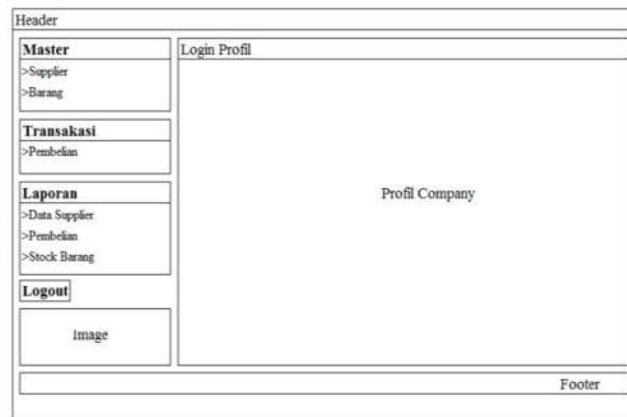 Header
Master
>Supplier
>Barang
Transakasi
>Pembelian
Laporan
>Data Supplier
>Pembelian
>Stock Barang
Logout
Image
Login Profil
Profil Company
Footer